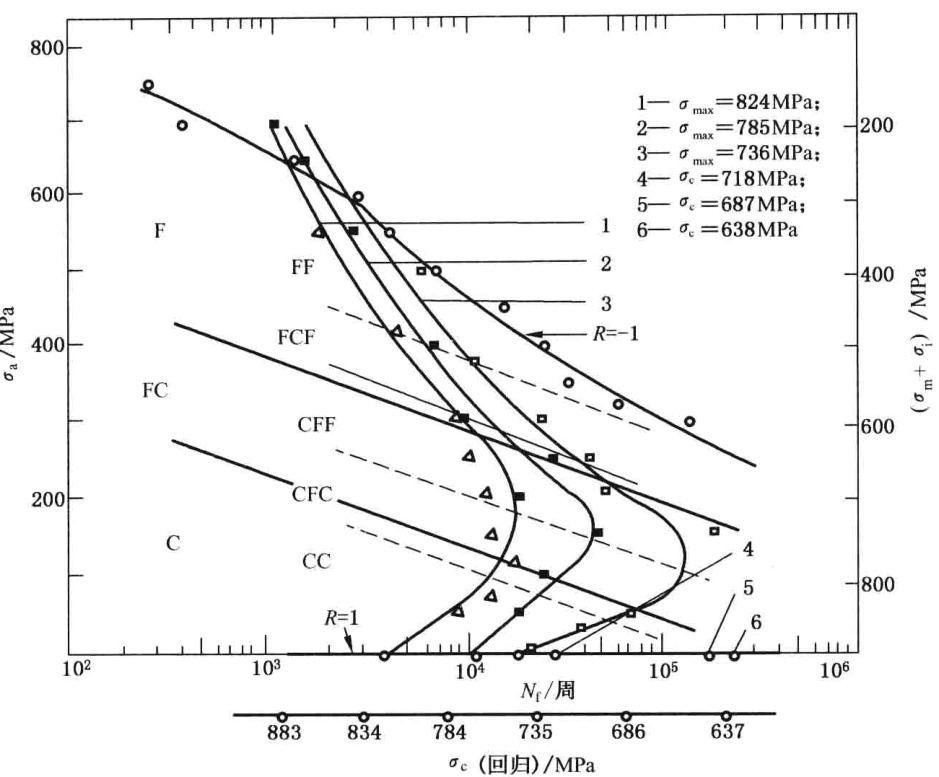 800
600
400
200
σa/MPa
1— σmax=824MPa;
2— σmax=785MPa;
3— σmax=736MPa;
4— σc=718MPa;
5— σc=687MPa;
6— σc=638MPa
200
400
600
800
(σm+σi) /MPa
F
FF
FCF
FC
CFF
CFC
C
CC
1
2
3
R=-1
4
5
6
R=1
10²
10³
10⁴
10⁵
10⁶
Nf/周
883 834 784 735 686 637
σc (回归)/MPa